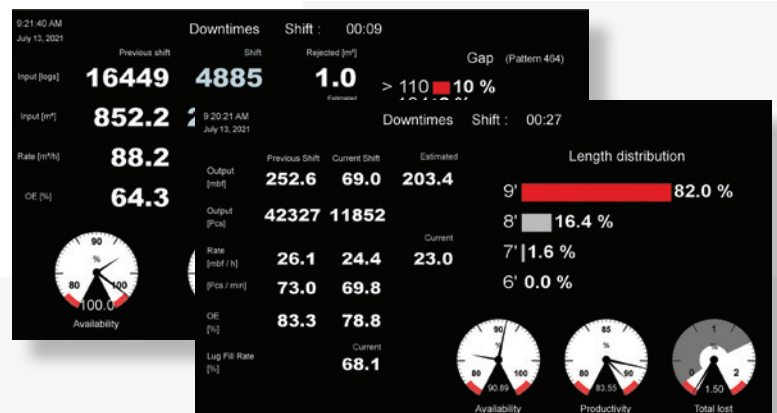 9:21:40 AM
July 13, 2021
Downtimes Shift : 00:09
Previous shift Shift Rejected [m³]
Gap (Pattern 404)
Input [logs] 16449 4885 1.0
Estimated
> 110 10 %
Input [m³] 852.2
Rate [m³/h] 88.2
OE [%] 64.3
90
%
80 100
100.0
Availability
9:20:21 AM
July 13, 2021
Downtimes Shift : 00:27
Previous Shift Current Shift Estimated
Length distribution
Output
[mbf] 252.6 69.0 203.4
9' 82.0 %
Output
[Pcs] 42327 11852
8' 16.4 %
Current
Rate
[mbf / h] 26.1 24.4 23.0
7' 1.6 %
[Pcs / min] 73.0 69.8
6' 0.0 %
OE
[%] 83.3 78.8
Current
Lug Fill Rate
[%] 68.1
90
%
80 100
90.89
Availability
85
%
80 90
83.55
Productivity
1
%
0 2
1.50
Total lost